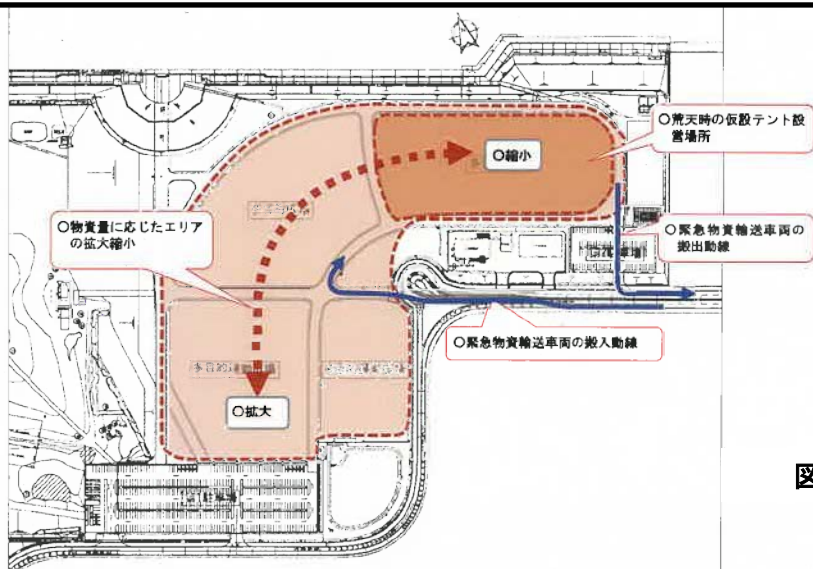 ○荒天時の仮設テント設
営場所
○縮小
○物資量に応じたエリア
の拡大縮小
○緊急物資輸送車両の
搬出動線
○緊急物資輸送車両の搬入動線
○拡大
図